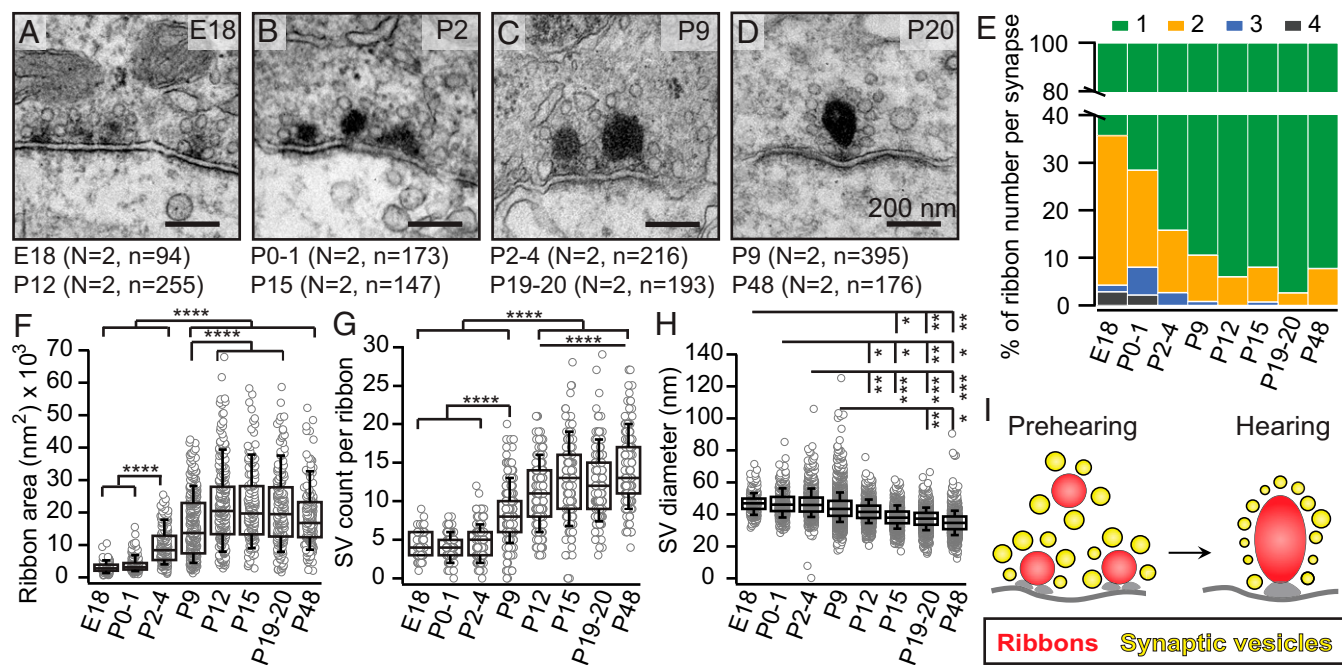 A E18
B P2
C P9
D P20
200 nm
E18 (N=2, n=94) P0-1 (N=2, n=173) P2-4 (N=2, n=216) P9 (N=2, n=395)
P12 (N=2, n=255) P15 (N=2, n=147) P19-20 (N=2, n=193) P48 (N=2, n=176)
E
1 2 3 4
% of ribbon number per synapse
100
80
40
30
20
10
0
E18 P0-1 P2-4 P9 P12 P15 P19-20 P48
F
Ribbon area (nm²) x 10³
70
60
50
40
30
20
10
0
**** **** ****
E18 P0-1 P2-4 P9 P12 P15 P19-20 P48
G
SV count per ribbon
30
25
20
15
10
5
0
**** **** ****
E18 P0-1 P2-4 P9 P12 P15 P19-20 P48
H
SV diameter (nm)
140
120
100
80
60
40
20
0
* ** **
* * *** *
** *** *** ***
** *
E18 P0-1 P2-4 P9 P12 P15 P19-20 P48
I
Prehearing Hearing
Ribbons Synaptic vesicles